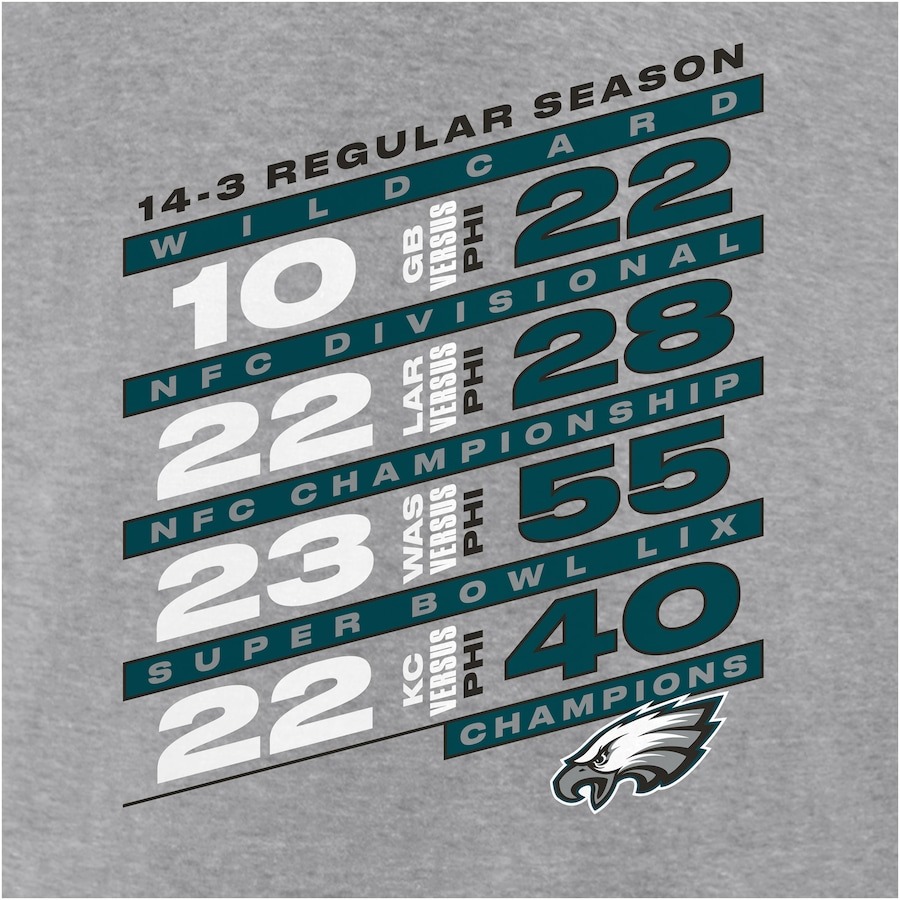 14-3 REGULAR SEASON
WILDCARD
10 GB VERSUS PHI 22
NFC DIVISIONAL
22 LAR VERSUS PHI 28
NFC CHAMPIONSHIP
23 WAS VERSUS PHI 55
SUPER BOWL LIX
22 KC VERSUS PHI 40
CHAMPIONS